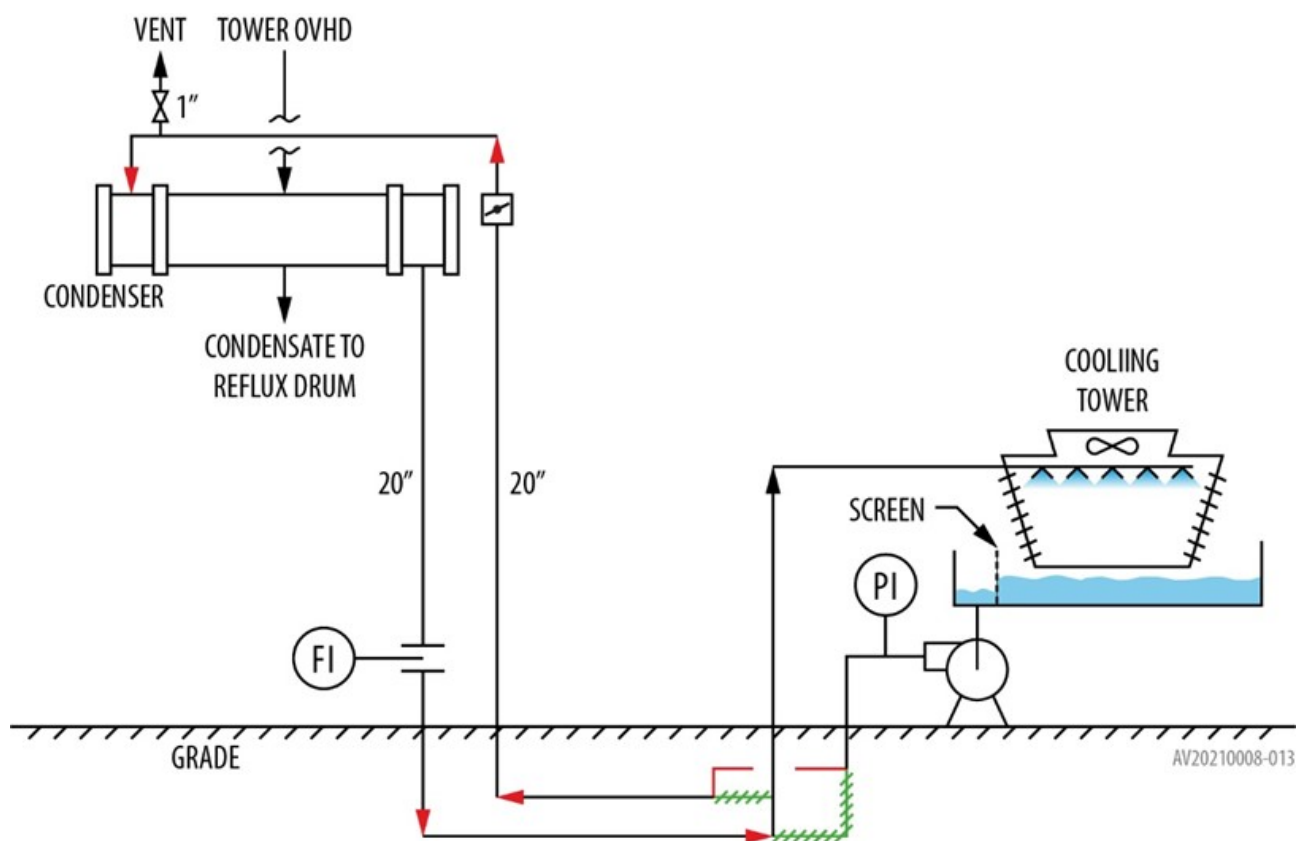 VENT
TOWER OVHD
1”
CONDENSER
CONDENSATE TO
REFLUX DRUM
COOLIING
TOWER
20”
20”
SCREEN
PI
FI
GRADE
AV20210008-013